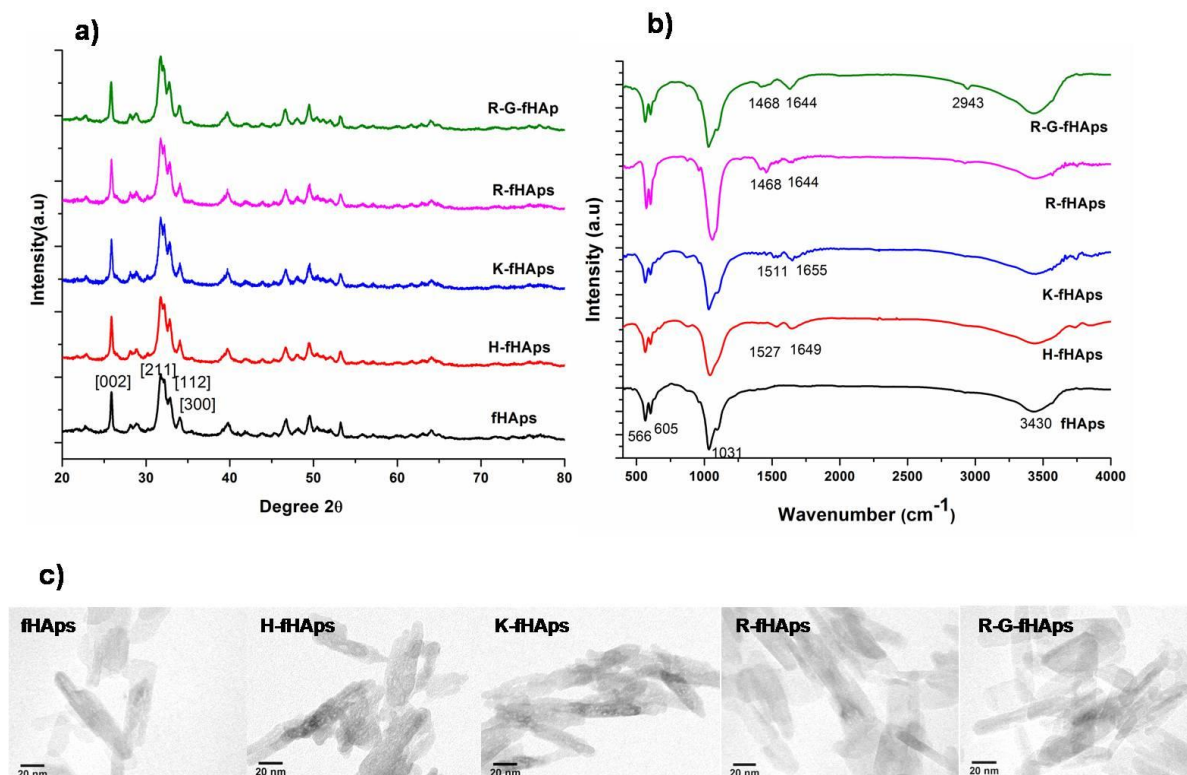 a)
Intensity(a.u)
R-G-fHAp
R-fHAps
K-fHAps
H-fHAps
[002]
[211]
[112]
[300]
fHAps
20 30 40 50 60 70 80
Degree 2θ
b)
Intensity (a.u)
1468 1644 2943
R-G-fHAps
1468 1644
R-fHAps
1511 1655
K-fHAps
1527 1649
H-fHAps
566 605 1031 3430
fHAps
500 1000 1500 2000 2500 3000 3500 4000
Wavenumber (cm⁻¹)
c)
fHAps
20 nm
H-fHAps
20 nm
K-fHAps
20 nm
R-fHAps
20 nm
R-G-fHAps
20 nm